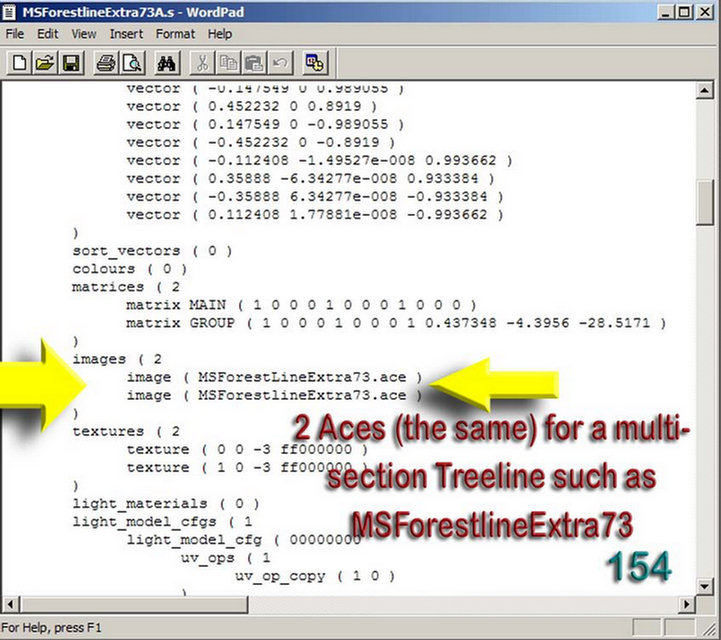 MSForestlineExtra73A.s - WordPad
File Edit View Insert Format Help
vector ( -0.147549 0 0.989055 )
vector ( 0.452232 0 0.8919 )
vector ( 0.147549 0 -0.989055 )
vector ( -0.452232 0 -0.8919 )
vector ( -0.112408 -1.49527e-008 0.993662 )
vector ( 0.35888 -6.34277e-008 0.933384 )
vector ( -0.35888 6.34277e-008 -0.933384 )
vector ( 0.112408 1.77881e-008 -0.993662 )
)
sort_vectors ( 0 )
colours ( 0 )
matrices ( 2
matrix MAIN ( 1 0 0 0 1 0 0 0 1 0 0 0 )
matrix GROUP ( 1 0 0 0 1 0 0 0 1 0.437348 -4.3956 -28.5171 )
)
images ( 2
image ( MSForestLineExtra73.ace )
image ( MSForestlineExtra73.ace )
)
textures ( 2
texture ( 0 0 -3 ff000000 )
texture ( 1 0 -3 ff000000 )
)
light_materials ( 0 )
light_model_cfgs ( 1
light_model_cfg ( 00000000
uv_ops ( 1
uv_op_copy ( 1 0 )
)
2 Aces (the same) for a multi-
section Treeline such as
MSForestlineExtra73
154
For Help, press F1